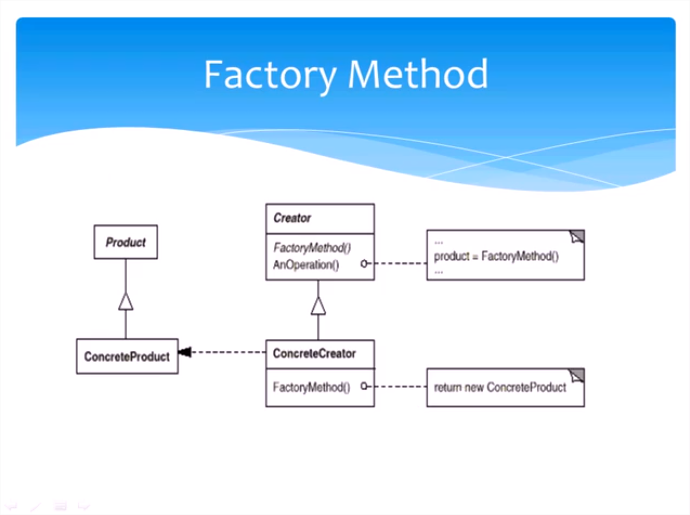 Factory Method
Product
ConcreteProduct
Creator
FactoryMethod()
AnOperation()
...
product = FactoryMethod()
...
ConcreteCreator
FactoryMethod()
return new ConcreteProduct